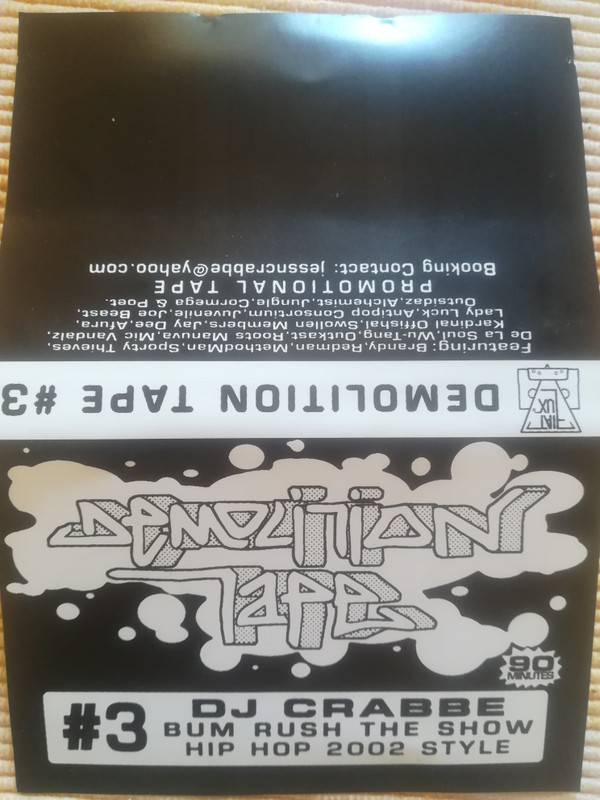 DEMOLITION
TAPE
90
MINUTES
#3
DJ CRABBE
BUM RUSH THE SHOW
HIP HOP 2002 STYLE
DEMOLITION TAPE #3
Featuring: Brandy,Redman,MethodMan,Sporty Thieves,
De La Soul,Wu-Tang,Outkast,Roots Manuva,Mic Vandalz,
Kardinal Offishal,Swollen Members,Jay Dee,Afura,
Lady Luck,Antipop Consortium,Juvenile,Joe Beast,
Outsidaz,Alchemist,Jungle,Cormega & Poet.
PROMOTIONAL TAPE
Booking Contact: jessncrabbe@yahoo.com